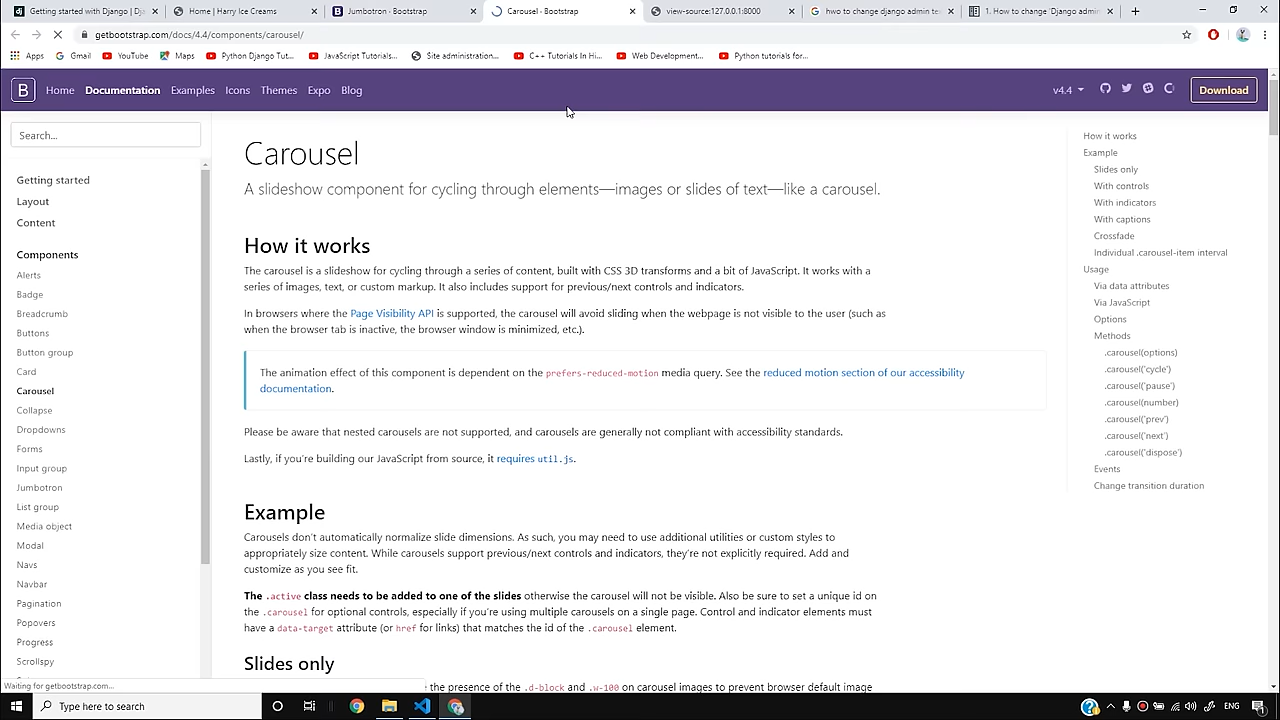 Getting started with Django | Dj
Home | Harry Ice Creams
Jumbotron - Bootstrap
Carousel - Bootstrap
view-source:127.0.0.1:8000
hwo to change django admin te
1. How to change 'Django admin
getbootstrap.com/docs/4.4/components/carousel/
Apps
Gmail
YouTube
Maps
Python Django Tut...
JavaScript Tutorials...
Site administration...
C++ Tutorials In Hi...
Web Development...
Python tutorials for...
B
Home
Documentation
Examples
Icons
Themes
Expo
Blog
v4.4
Download
Search...
Getting started
Layout
Content
Components
Alerts
Badge
Breadcrumb
Buttons
Button group
Card
Carousel
Collapse
Dropdowns
Forms
Input group
Jumbotron
List group
Media object
Modal
Navs
Navbar
Pagination
Popovers
Progress
Scrollspy
Carousel
A slideshow component for cycling through elements—images or slides of text—like a carousel.
How it works
The carousel is a slideshow for cycling through a series of content, built with CSS 3D transforms and a bit of JavaScript. It works with a
series of images, text, or custom markup. It also includes support for previous/next controls and indicators.
In browsers where the Page Visibility API is supported, the carousel will avoid sliding when the webpage is not visible to the user (such as
when the browser tab is inactive, the browser window is minimized, etc.).
The animation effect of this component is dependent on the prefers-reduced-motion media query. See the reduced motion section of our accessibility
documentation.
Please be aware that nested carousels are not supported, and carousels are generally not compliant with accessibility standards.
Lastly, if you're building our JavaScript from source, it requires util.js.
Example
Carousels don't automatically normalize slide dimensions. As such, you may need to use additional utilities or custom styles to
appropriately size content. While carousels support previous/next controls and indicators, they're not explicitly required. Add and
customize as you see fit.
The .active class needs to be added to one of the slides otherwise the carousel will not be visible. Also be sure to set a unique id on
the .carousel for optional controls, especially if you're using multiple carousels on a single page. Control and indicator elements must
have a data-target attribute (or href for links) that matches the id of the .carousel element.
Slides only
the presence of the .d-block and .w-100 on carousel images to prevent browser default image
How it works
Example
Slides only
With controls
With indicators
With captions
Crossfade
Individual .carousel-item interval
Usage
Via data attributes
Via JavaScript
Options
Methods
.carousel(options)
.carousel('cycle')
.carousel('pause')
.carousel(number)
.carousel('prev')
.carousel('next')
.carousel('dispose')
Events
Change transition duration
Waiting for getbootstrap.com...
Type here to search
ENG